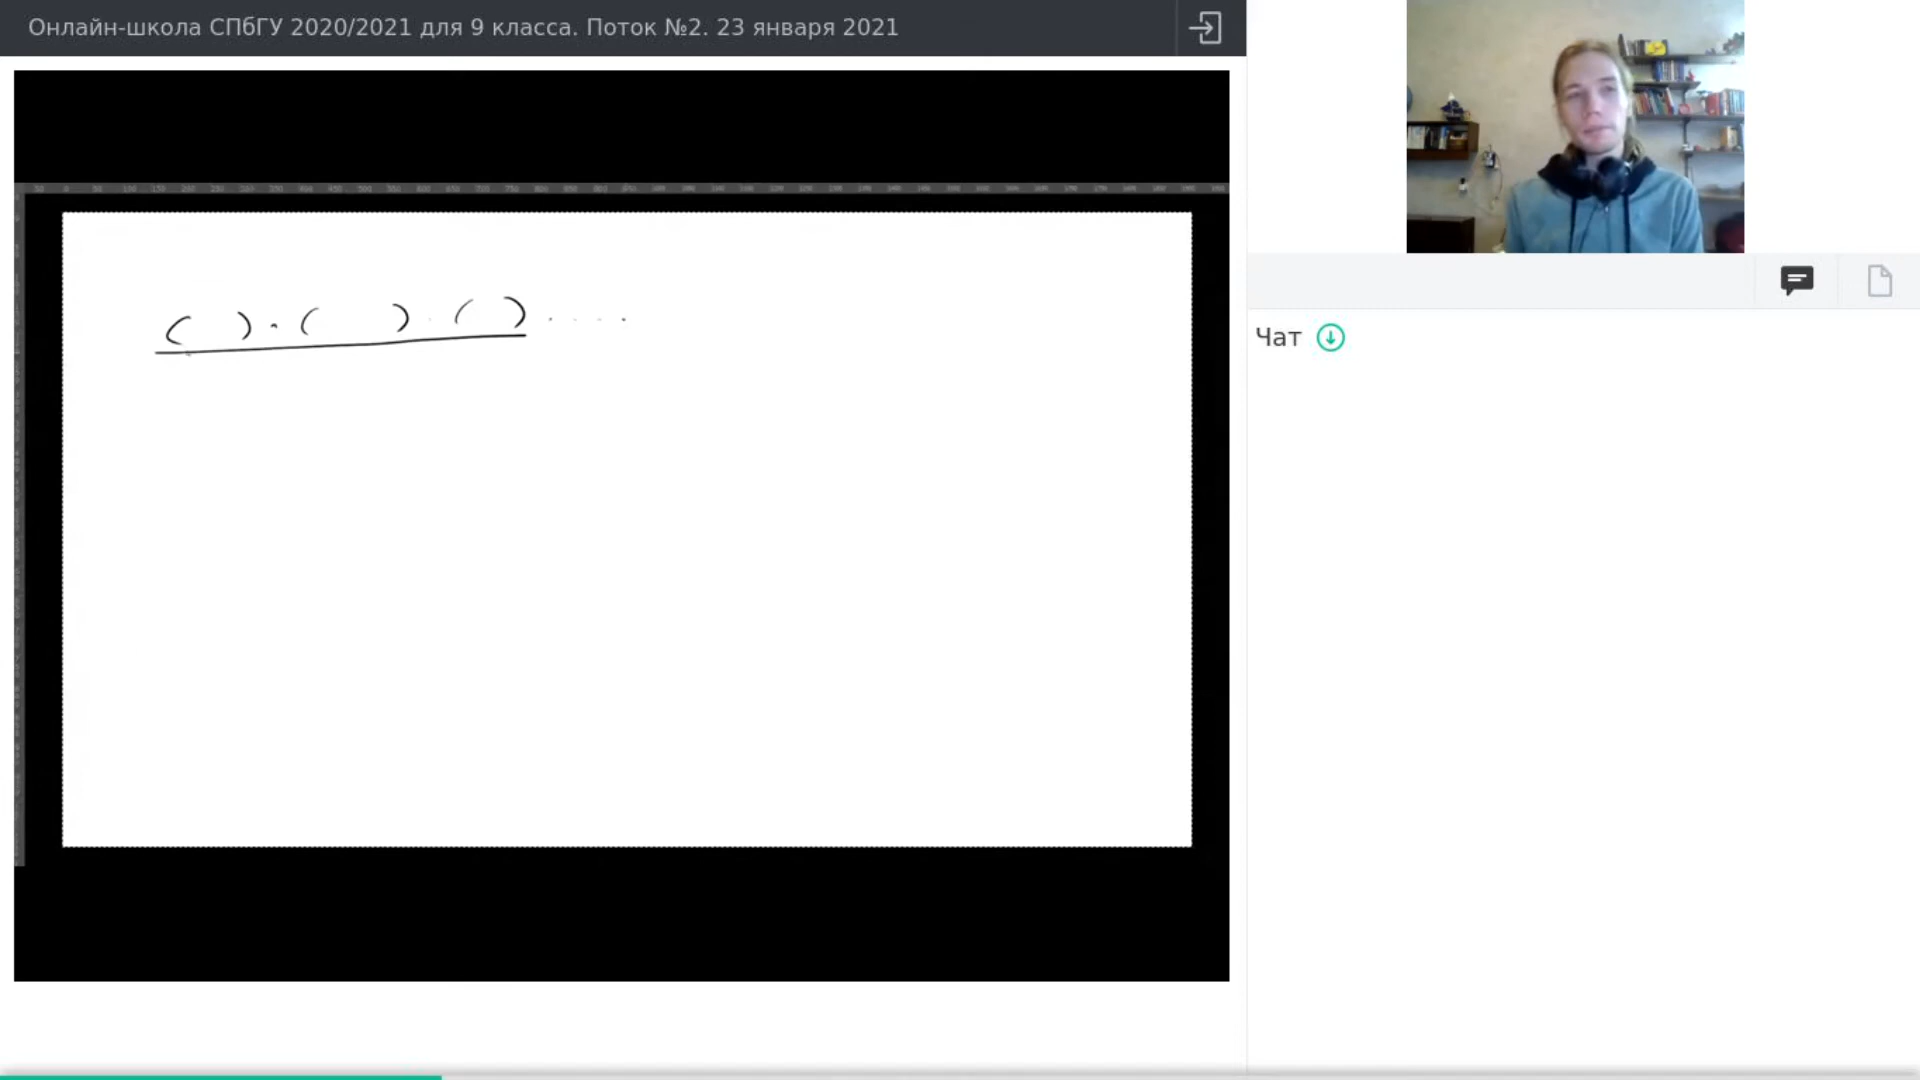 Онлайн-школа СПбГУ 2020/2021 для 9 класса. Поток №2. 23 января 2021
( ) · ( ) · ( ) · · · ·
Чат